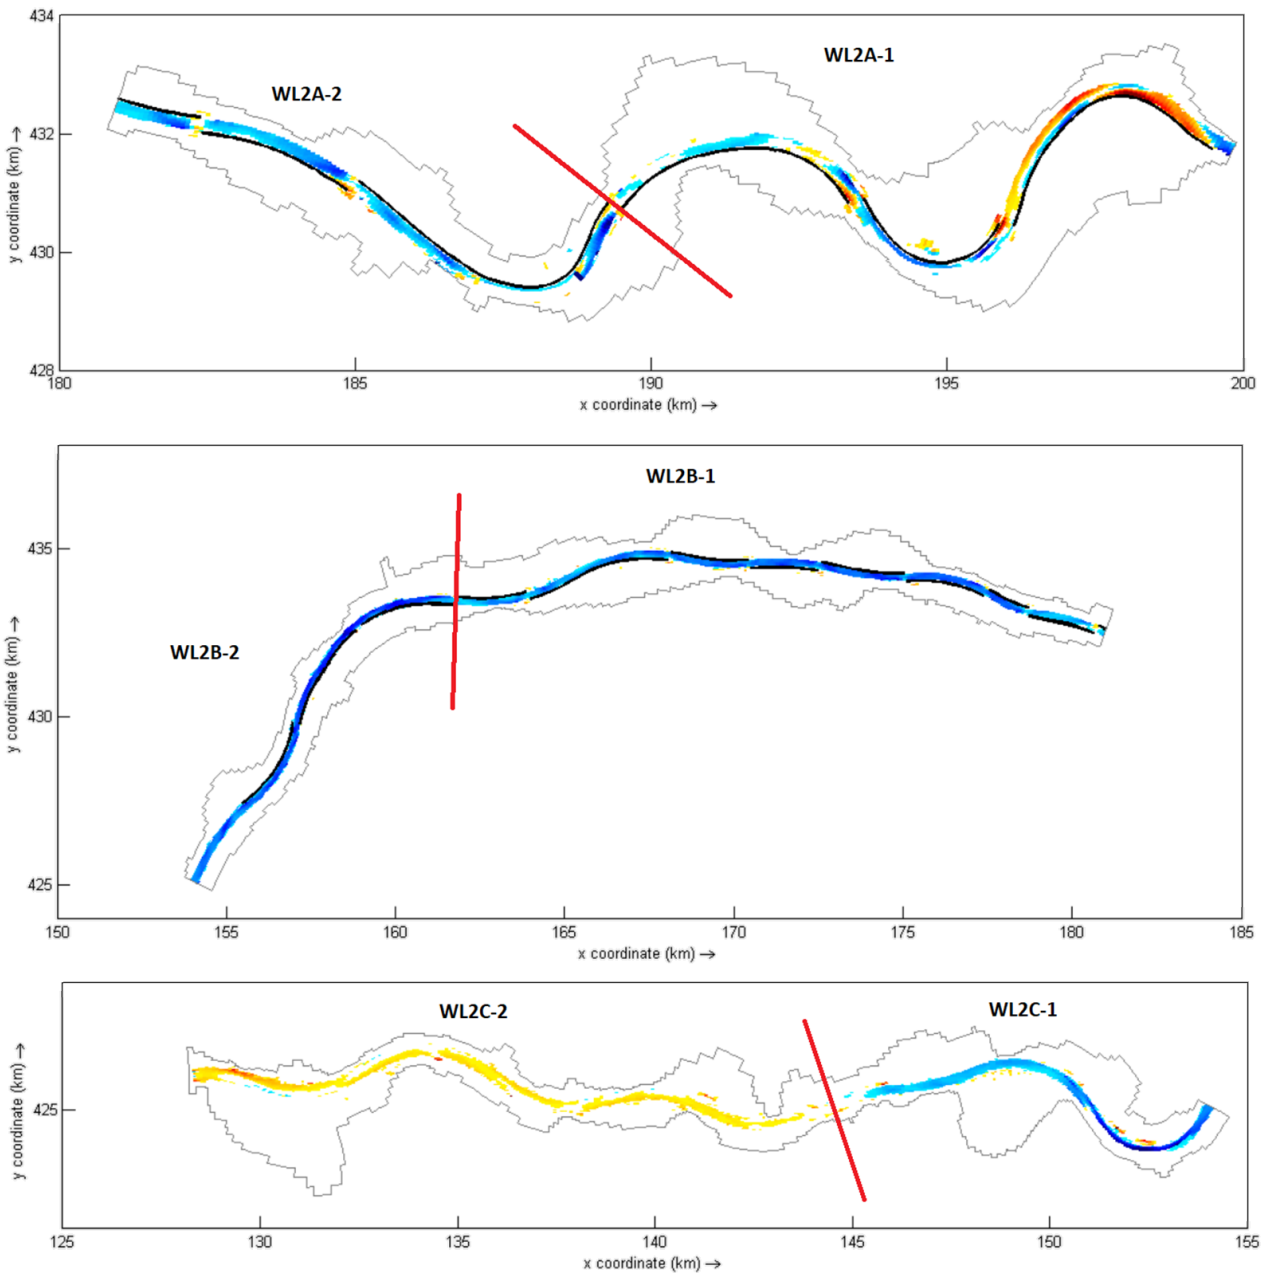 434
432
430
428
y coordinate (km) →
WL2A-2
WL2A-1
180
185
190
195
200
x coordinate (km) →
435
430
425
y coordinate (km) →
WL2B-1
WL2B-2
150
155
160
165
170
175
180
185
x coordinate (km) →
425
y coordinate (km) →
WL2C-2
WL2C-1
125
130
135
140
145
150
155
x coordinate (km) →